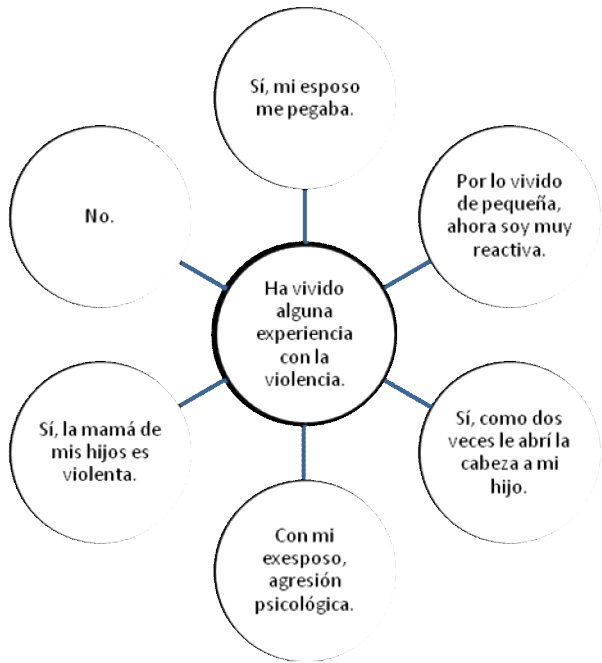 Sí, mi esposo
me pegaba.
Por lo vivido
de pequeña,
ahora soy muy
reactiva.
Sí, como dos
veces le abrí la
cabeza a mi
hijo.
Con mi
exesposo,
agresión
psicológica.
Sí, la mamá de
mis hijos es
violenta.
No.
Ha vivido
alguna
experiencia
con la
violencia.